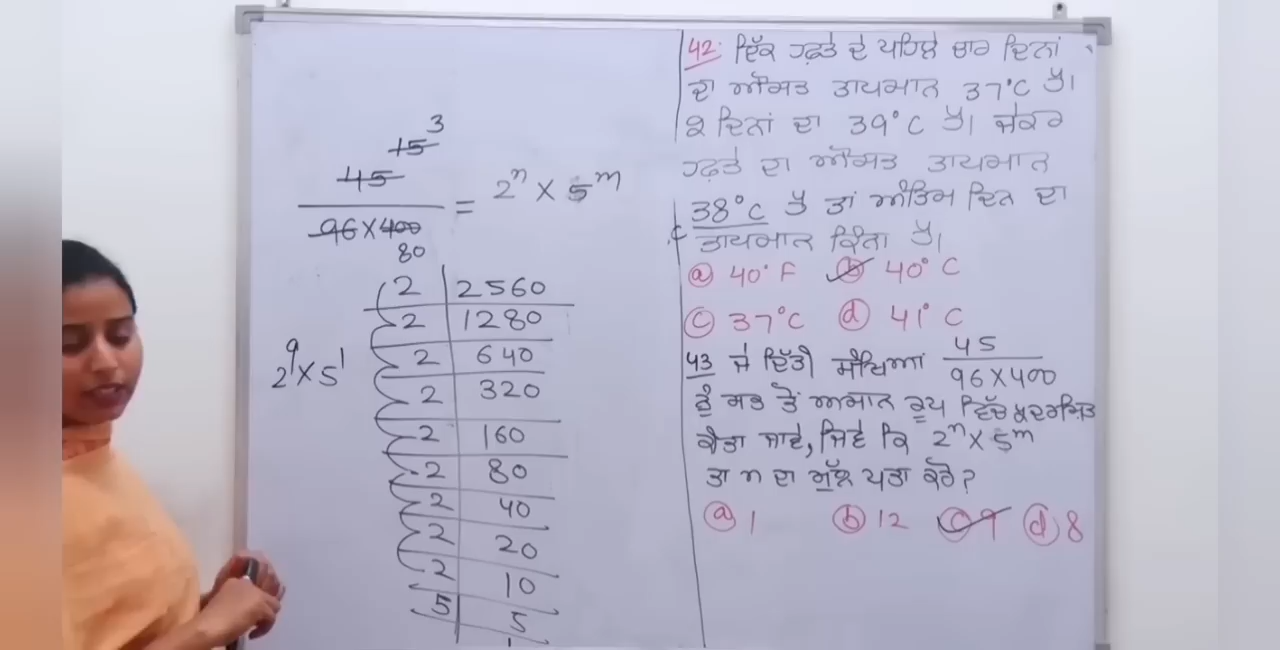 15 3
45
96×400 = 2ⁿ × 5ᵐ
80
2 | 2560
2 | 1280
2 | 640
2 | 320
2 | 160
2 | 80
2 | 40
2 | 20
2 | 10
5 | 5
1
2⁹×5¹
42: ਇੱਕ ਹਫ਼ਤੇ ਦੇ ਪਹਿਲੇ ਚਾਰ ਦਿਨਾਂ
ਦਾ ਔਸਤ ਤਾਪਮਾਨ 37°C ਹੈ।
2 ਦਿਨਾਂ ਦਾ 39°C ਹੈ। ਜੇਕਰ
ਹਫ਼ਤੇ ਦਾ ਔਸਤ ਤਾਪਮਾਨ
38°C ਹੈ ਤਾਂ ਅੰਤਿਮ ਦਿਨ ਦਾ
ਤਾਪਮਾਨ ਕਿੰਨਾ ਹੈ।
ⓐ 40°F ⓑ 40°C
ⓒ 37°C ⓓ 41°C
43 ਜੇ ਦਿੱਤੀ ਸੰਖਿਆ 45
96×400
ਨੂੰ ਸਭ ਤੋਂ ਅਸਾਨ ਰੂਪ ਵਿੱਚ ਪ੍ਰਦਰਸ਼ਿਤ
ਕੀਤਾ ਜਾਵੇ, ਜਿਵੇਂ ਕਿ 2ⁿ×5ᵐ
ਤਾ n ਦਾ ਮੁੱਲ ਪਤਾ ਕਰੋ?
ⓐ 1 ⓑ 12 ⓒ 9 ⓓ 8